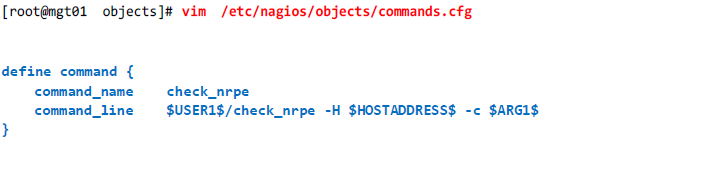 [root@mgt01  objects]# vim  /etc/nagios/objects/commands.cfg
define command {
    command_name    check_nrpe
    command_line    $USER1$/check_nrpe -H $HOSTADDRESS$ -c $ARG1$
}